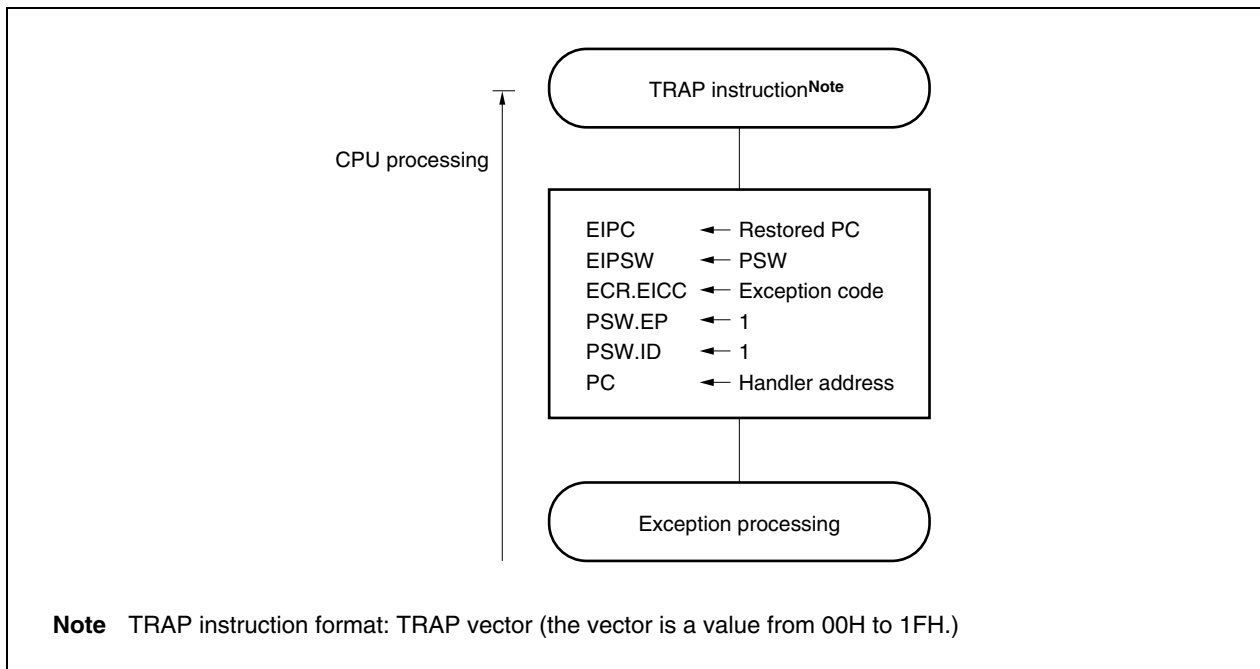 TRAP instructionNote
CPU processing
EIPC ← Restored PC
EIPSW ← PSW
ECR.EICC ← Exception code
PSW.EP ← 1
PSW.ID ← 1
PC ← Handler address
Exception processing
Note TRAP instruction format: TRAP vector (the vector is a value from 00H to 1FH.)